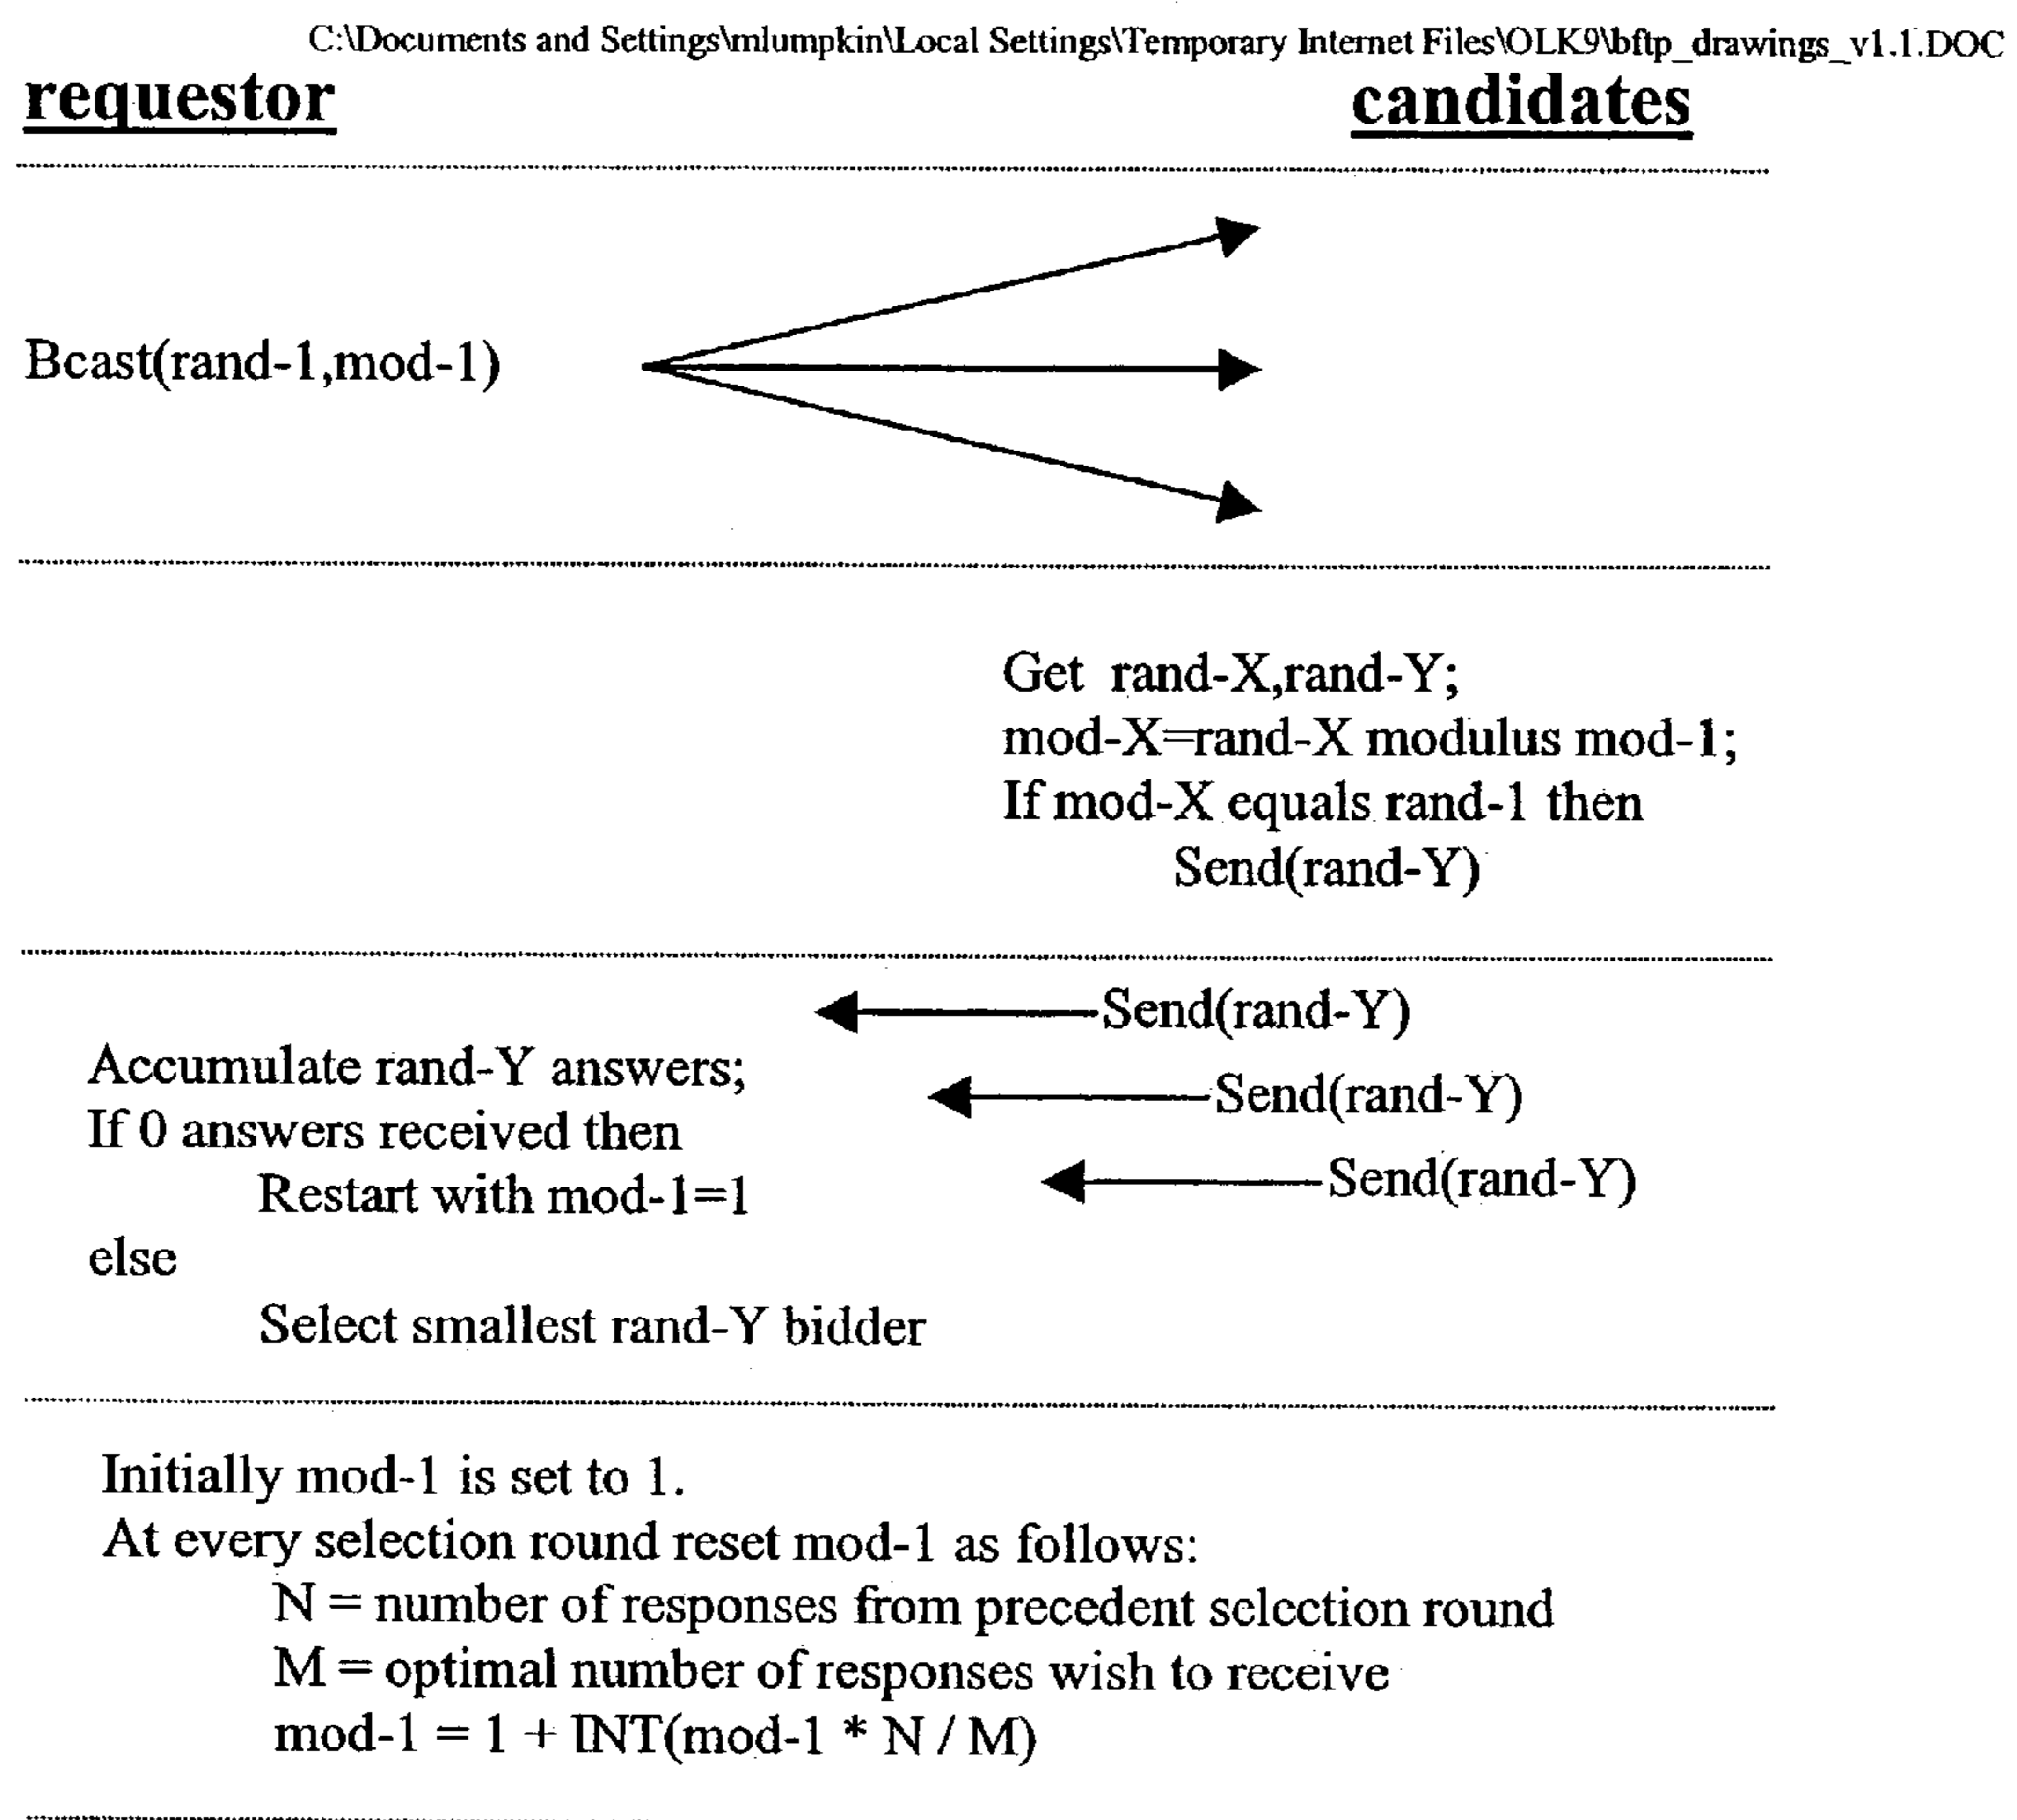 C:\Documents and Settings\mlumpkin\Local Settings\Temporary Internet Files\OLK9\bftp_drawings_v1.1.DOC
requestor
candidates
Bcast(rand-1,mod-1)
Get rand-X,rand-Y;
mod-X=rand-X modulus mod-1;
If mod-X equals rand-1 then
Send(rand-Y)
Send(rand-Y)
Accumulate rand-Y answers;
Send(rand-Y)
If 0 answers received then
Send(rand-Y)
Restart with mod-1=1
else
Select smallest rand-Y bidder
Initially mod-1 is set to 1.
At every selection round reset mod-1 as follows:
N = number of responses from precedent selection round
M = optimal number of responses wish to receive
mod-1 = 1 + INT(mod-1 * N / M)